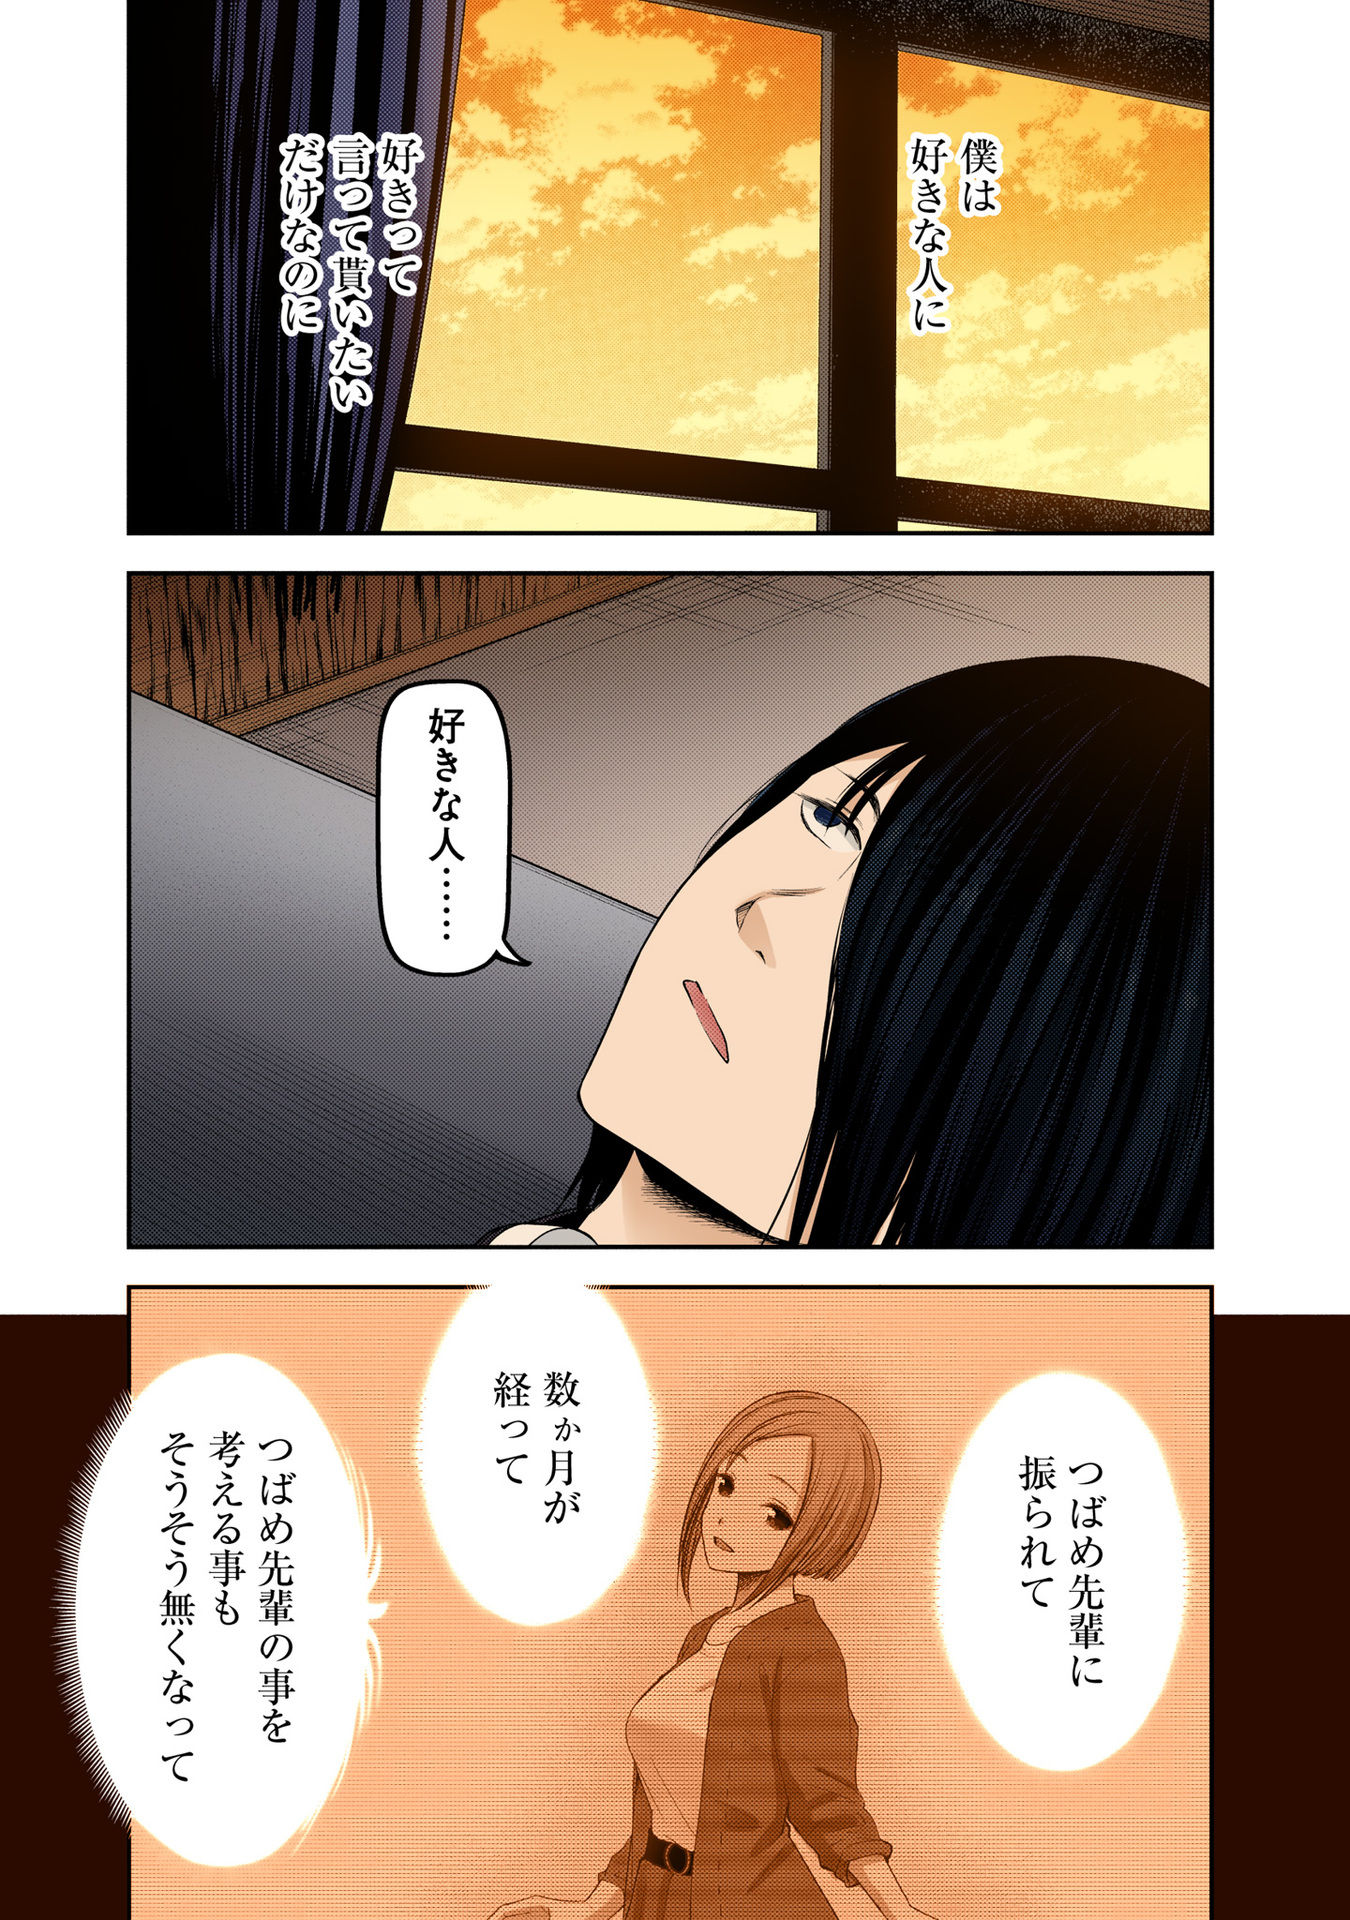 僕は
好きな人に
好きって
言って貰いたい
だけなのに
好きな人……
つばめ先輩に
振られて
数か月が
経って
つばめ先輩の事を
考える事も
そうそう無くなって